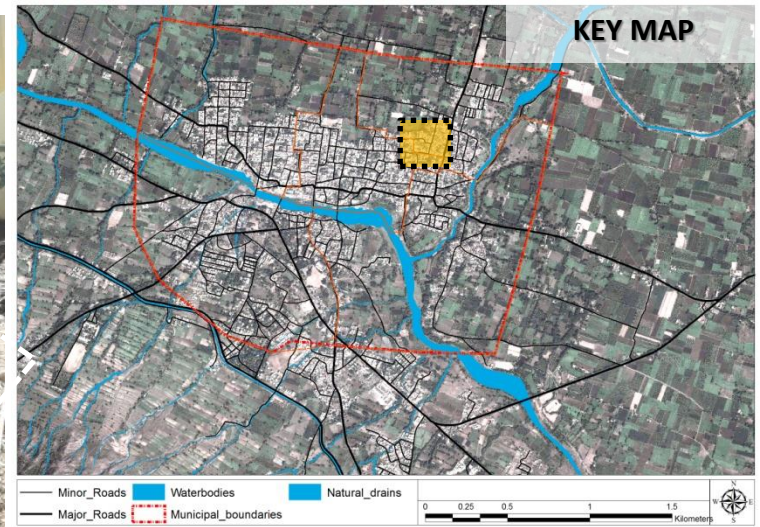 KEY MAP
Minor_Roads Waterbodies Natural_drains
Major_Roads Municipal_boundaries
0 0.25 0.5 1 1.5
Kilometers
N
W E
S